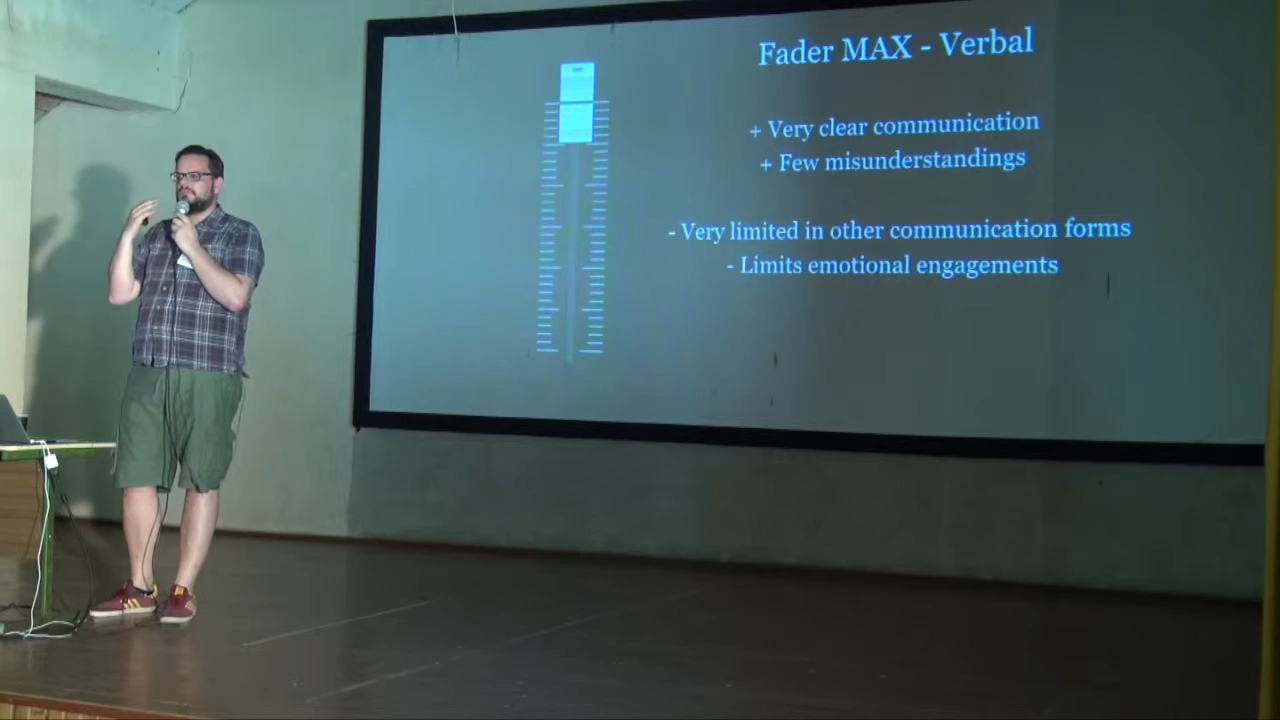 Fader MAX - Verbal
+ Very clear communication
+ Few misunderstandings
- Very limited in other communication forms
- Limits emotional engagements